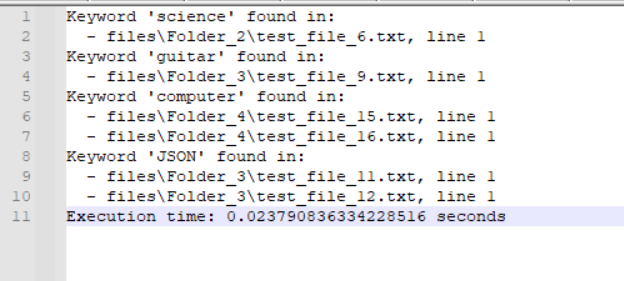 1 Keyword 'science' found in:
2   - files\Folder_2\test_file_6.txt, line 1
3 Keyword 'guitar' found in:
4   - files\Folder_3\test_file_9.txt, line 1
5 Keyword 'computer' found in:
6   - files\Folder_4\test_file_15.txt, line 1
7   - files\Folder_4\test_file_16.txt, line 1
8 Keyword 'JSON' found in:
9   - files\Folder_3\test_file_11.txt, line 1
10   - files\Folder_3\test_file_12.txt, line 1
11 Execution time: 0.023790836334228516 seconds